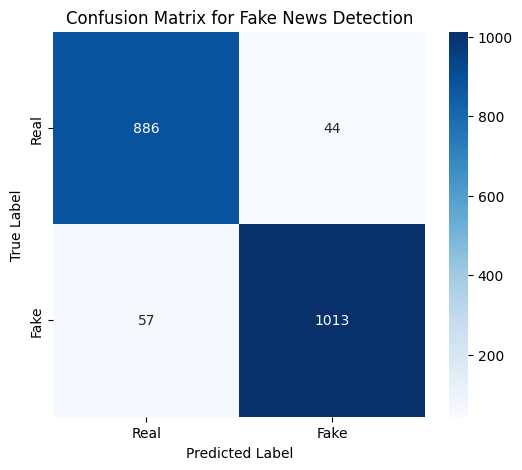 Confusion Matrix for Fake News Detection
1000
886
44
Real
800
True Label
600
400
57
1013
Fake
200
Real
Fake
Predicted Label